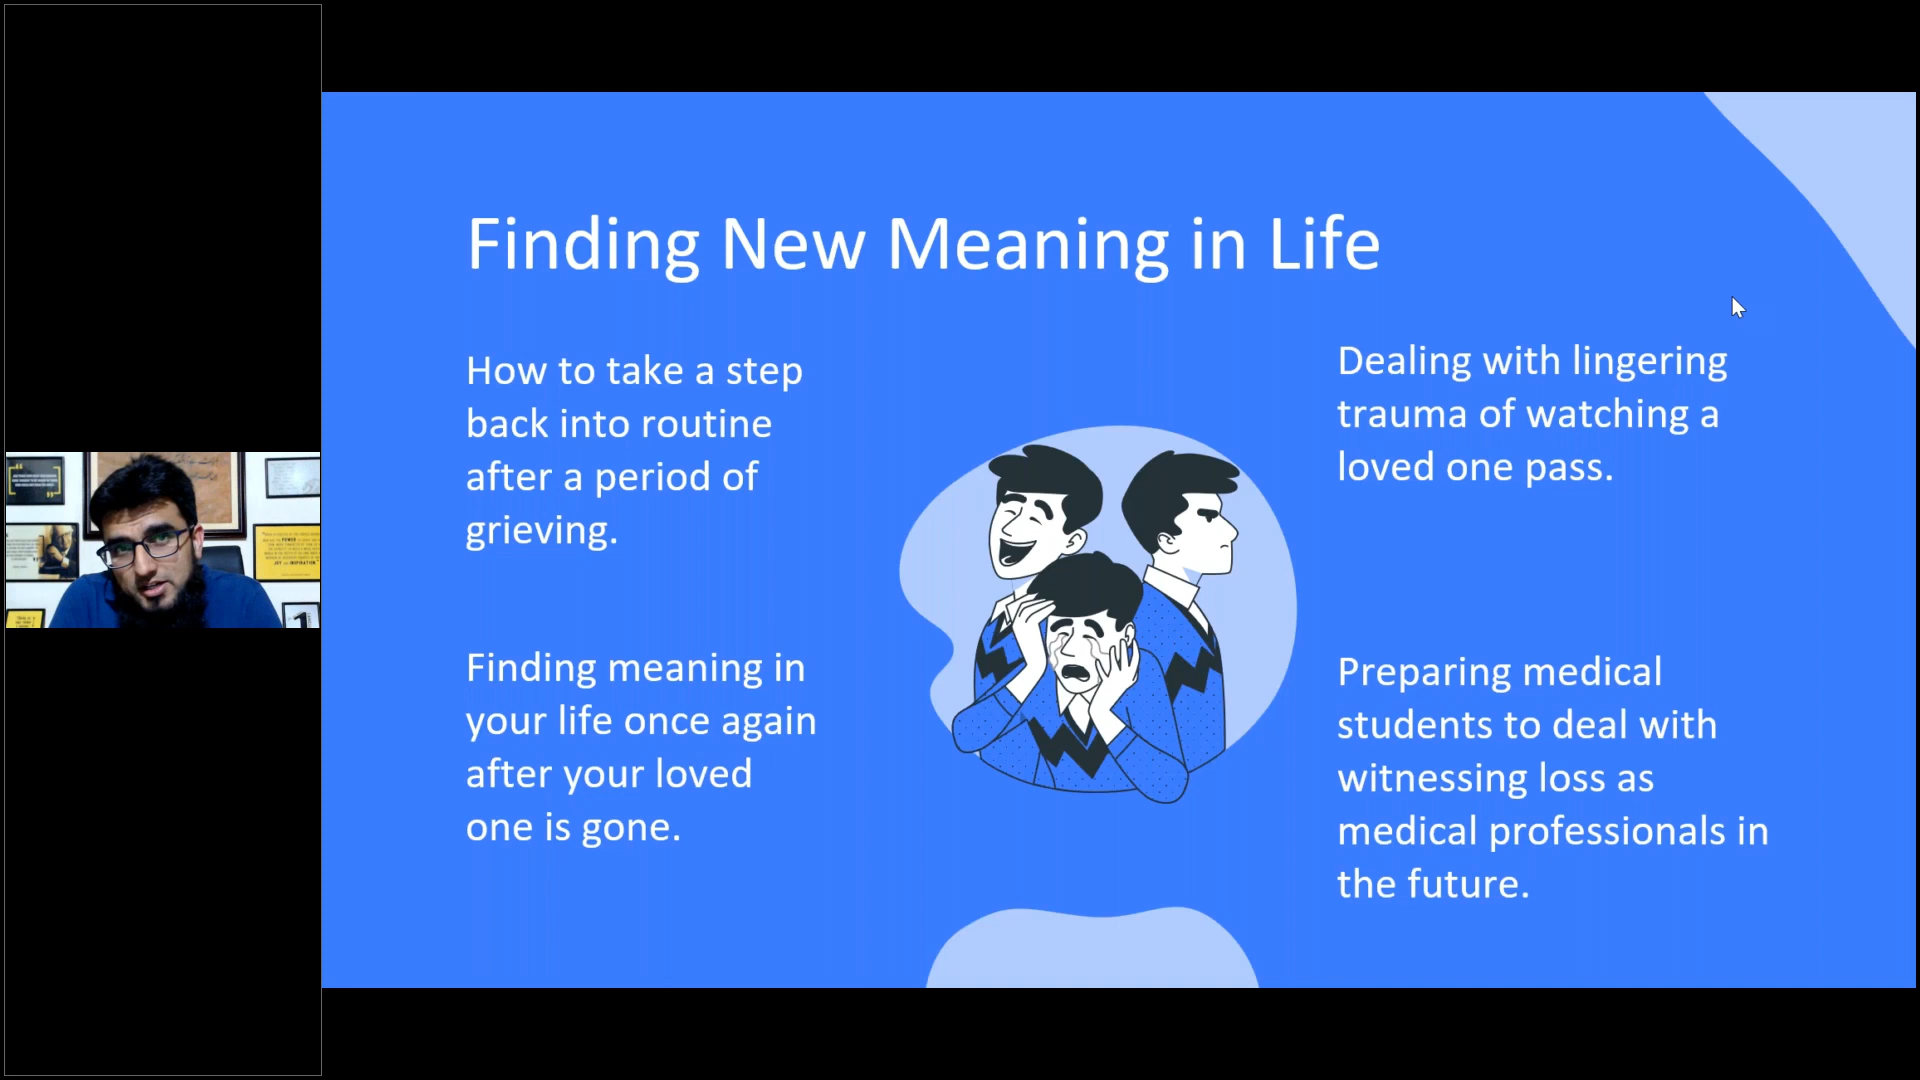 Finding New Meaning in Life
How to take a step
back into routine
after a period of
grieving.
Finding meaning in
your life once again
after your loved
one is gone.
Dealing with lingering
trauma of watching a
loved one pass.
Preparing medical
students to deal with
witnessing loss as
medical professionals in
the future.